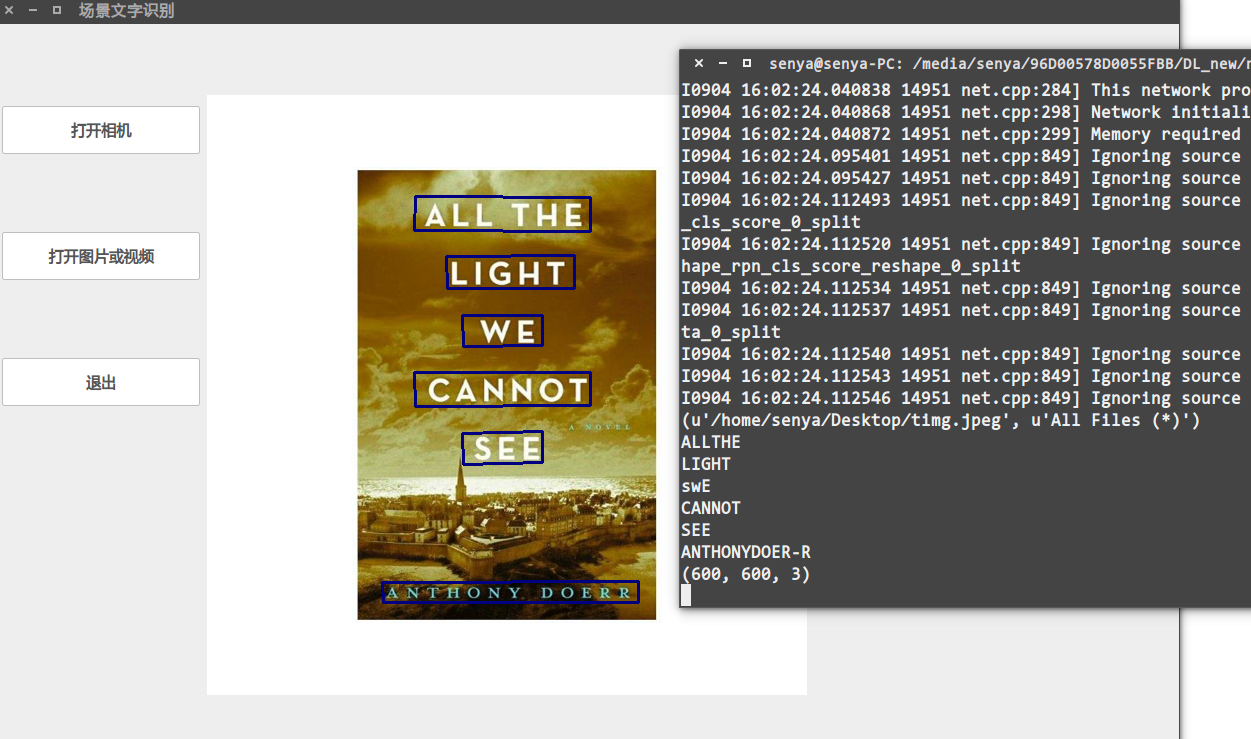 场景文字识别
打开相机
打开图片或视频
退出
ALL THE
LIGHT
WE
CANNOT
A NOVEL
SEE
ANTHONY DOERR
senya@senya-PC: /media/senya/96D00578D0055FBB/DL_new/
I0904 16:02:24.040838 14951 net.cpp:284] This network pro
I0904 16:02:24.040868 14951 net.cpp:298] Network initiali
I0904 16:02:24.040872 14951 net.cpp:299] Memory required
I0904 16:02:24.095401 14951 net.cpp:849] Ignoring source
I0904 16:02:24.095427 14951 net.cpp:849] Ignoring source
I0904 16:02:24.112493 14951 net.cpp:849] Ignoring source
_cls_score_0_split
I0904 16:02:24.112520 14951 net.cpp:849] Ignoring source
hape_rpn_cls_score_reshape_0_split
I0904 16:02:24.112534 14951 net.cpp:849] Ignoring source
I0904 16:02:24.112537 14951 net.cpp:849] Ignoring source
ta_0_split
I0904 16:02:24.112540 14951 net.cpp:849] Ignoring source
I0904 16:02:24.112543 14951 net.cpp:849] Ignoring source
I0904 16:02:24.112546 14951 net.cpp:849] Ignoring source
(u'/home/senya/Desktop/timg.jpeg', u'All Files (*)')
ALLTHE
LIGHT
swE
CANNOT
SEE
ANTHONYDOER-R
(600, 600, 3)